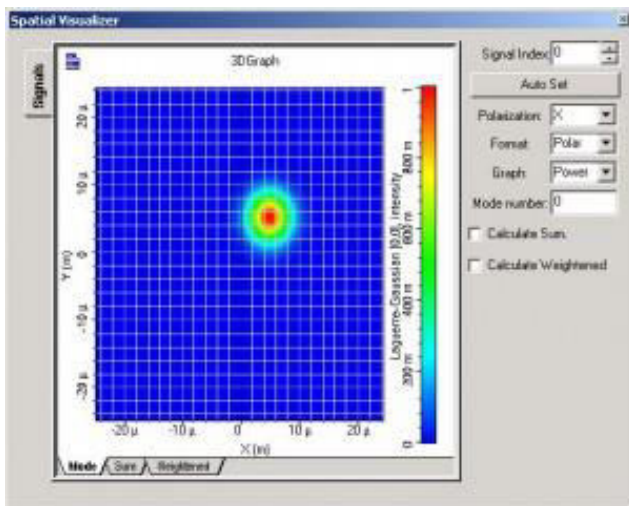 Spatial Visualizer
Signals
3D Graph
Signal Index: 0
Auto Set
Polarization: X
Format: Polar
Graph: Power
Mode number: 0
Calculate Sum
Calculate Weightened
Y (m)
20 µ
10 µ
0
-10 µ
-20 µ
-20 µ
-10 µ
0
10 µ
20 µ
X (m)
Laguerre-Gaussian [0,0], intensity
1
800 m
600 m
400 m
200 m
0
Mode
Sum
Weightened